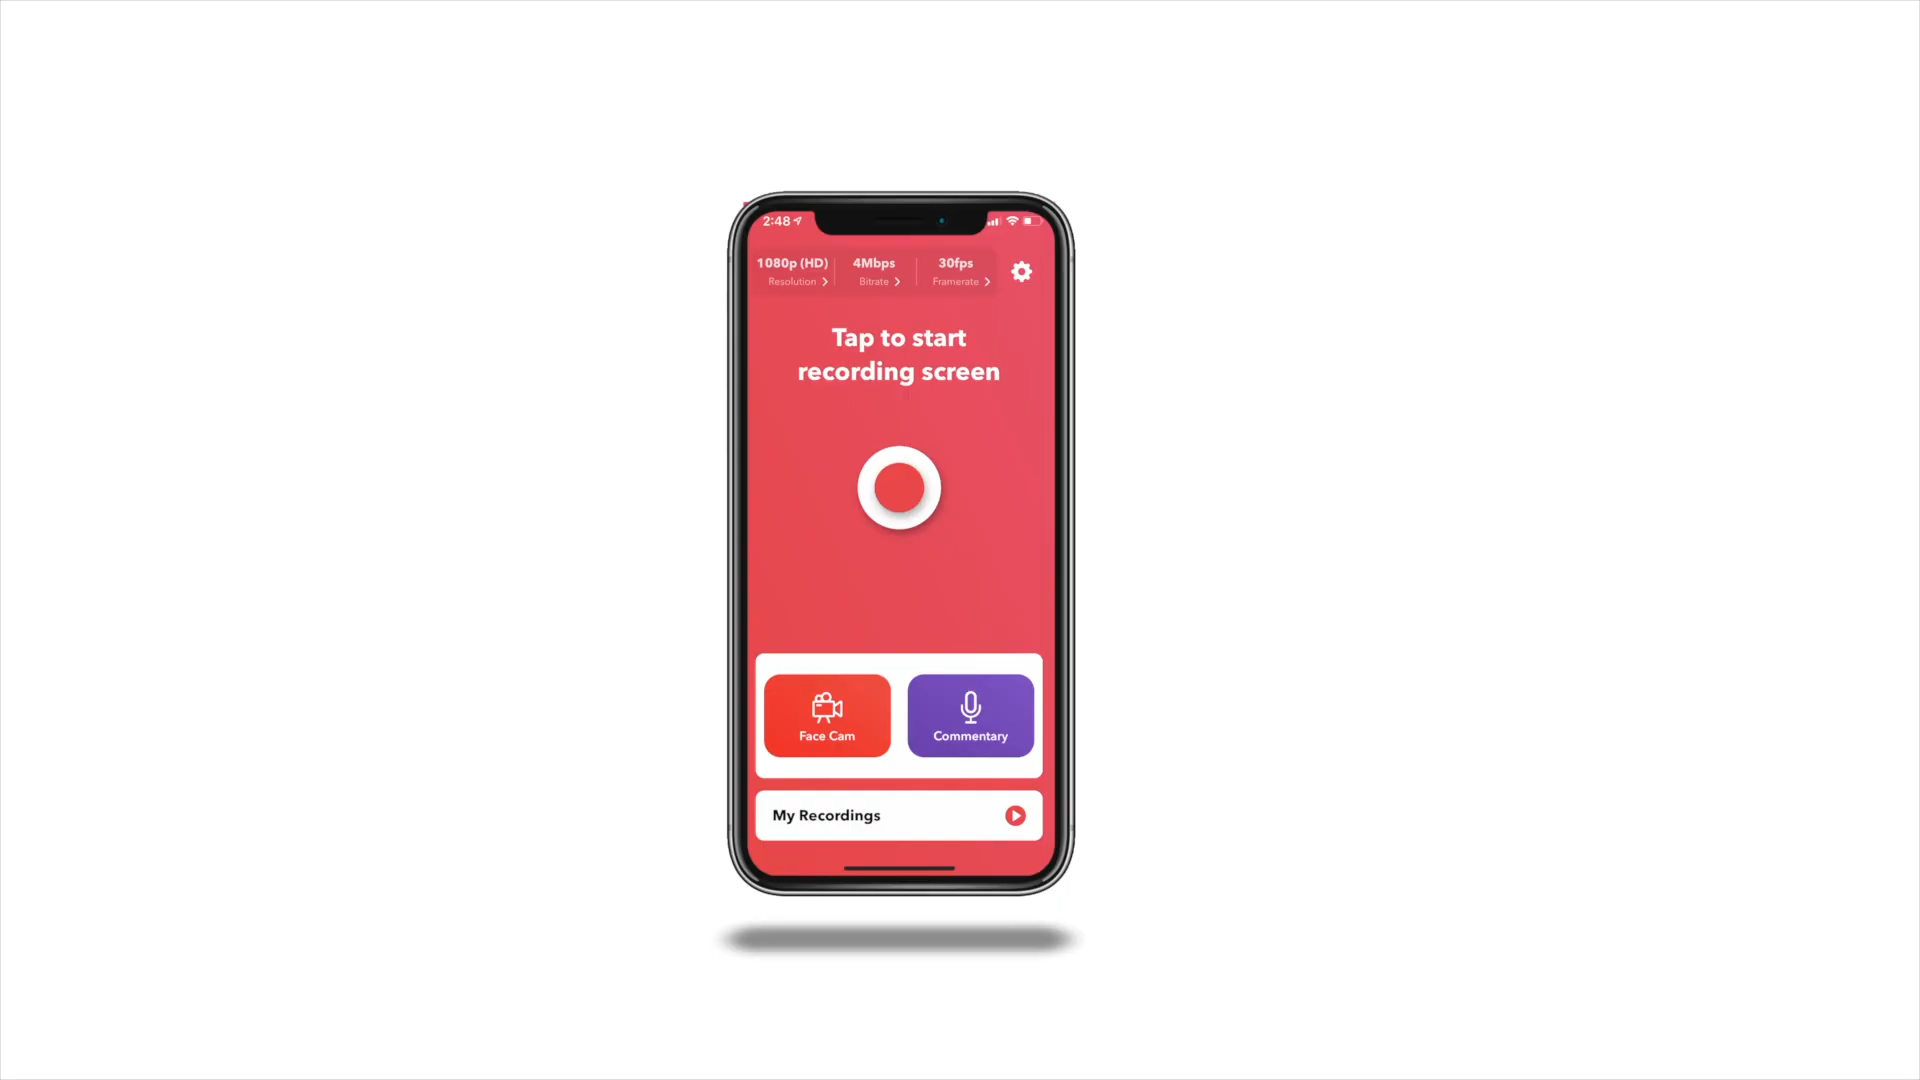 2:48
1080p (HD) 4Mbps 30fps
Resolution Bitrate Framerate
Tap to start
recording screen
Face Cam Commentary
My Recordings